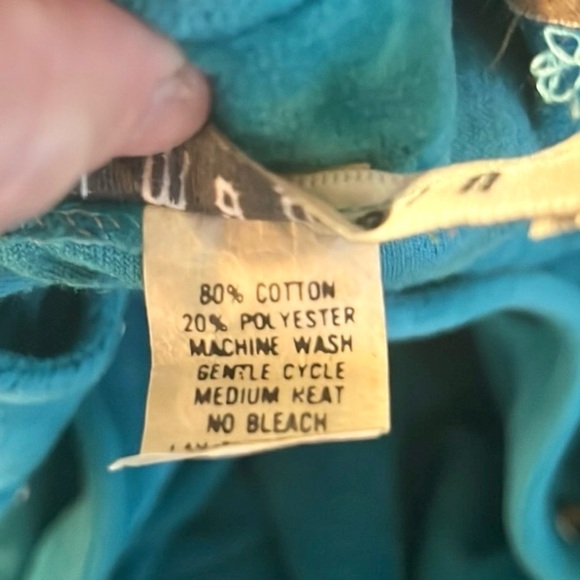 80% COTTON
20% POLYESTER
MACHINE WASH
GENTLE CYCLE
MEDIUM HEAT
NO BLEACH